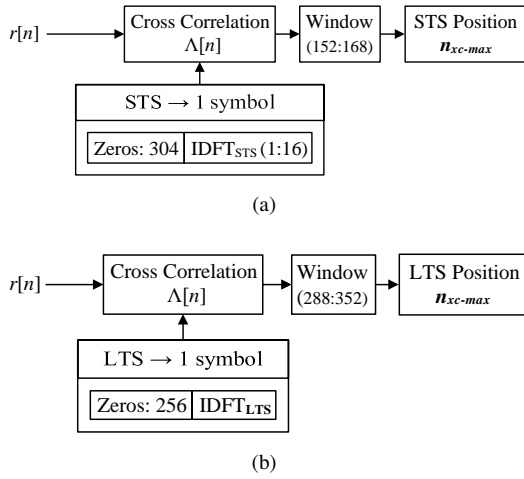 r[n]
Cross Correlation
Λ[n]
Window
(152:168)
STS Position
n_xc-max
STS → 1 symbol
Zeros: 304
IDFT_STS (1:16)
(a)
r[n]
Cross Correlation
Λ[n]
Window
(288:352)
LTS Position
n_xc-max
LTS → 1 symbol
Zeros: 256
IDFT_LTS
(b)